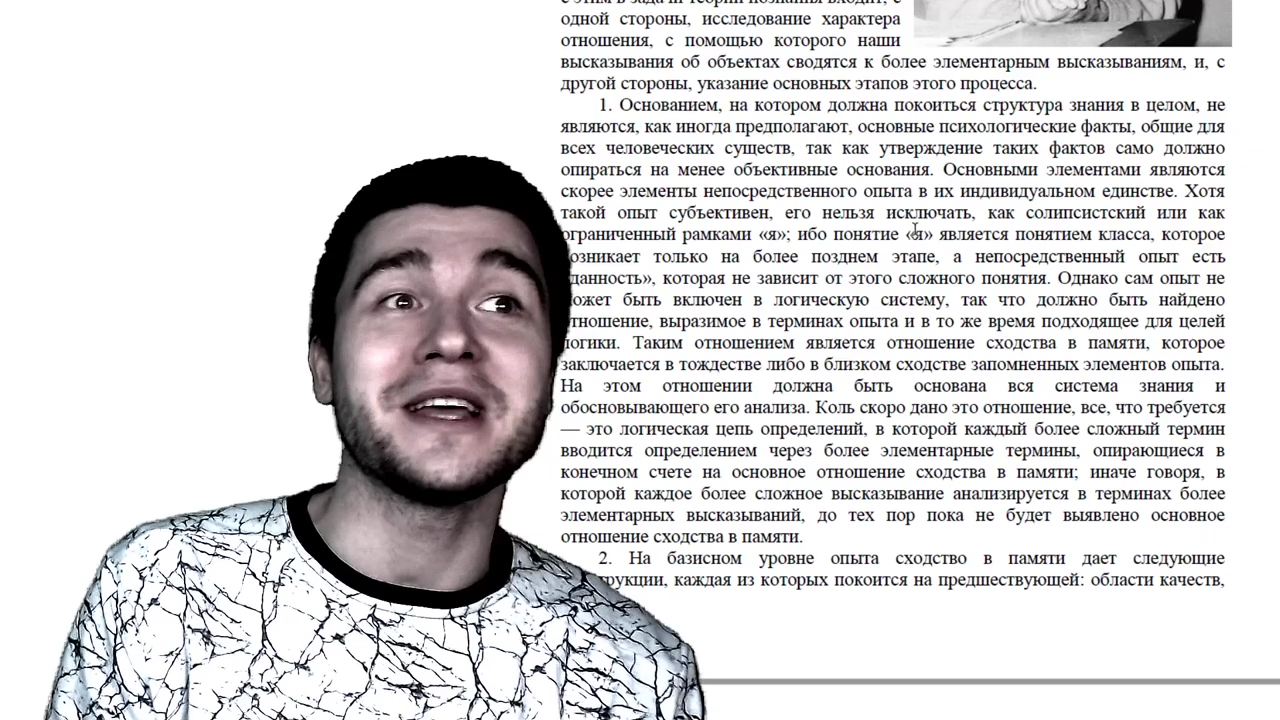 одной стороны, исследование характера
отношения, с помощью которого наши
высказывания об объектах сводятся к более элементарным высказываниям, и, с
другой стороны, указание основных этапов этого процесса.
1. Основанием, на котором должна покоиться структура знания в целом, не
являются, как иногда предполагают, основные психологические факты, общие для
всех человеческих существ, так как утверждение таких фактов само должно
опираться на менее объективные основания. Основными элементами являются
скорее элементы непосредственного опыта в их индивидуальном единстве. Хотя
такой опыт субъективен, его нельзя исключать, как солипсистский или как
ограниченный рамками «я»; ибо понятие «я» является понятием класса, которое
возникает только на более позднем этапе, а непосредственный опыт есть
«данность», которая не зависит от этого сложного понятия. Однако сам опыт не
может быть включен в логическую систему, так что должно быть найдено
отношение, выразимое в терминах опыта и в то же время подходящее для целей
логики. Таким отношением является отношение сходства в памяти, которое
заключается в тождестве либо в близком сходстве запомненных элементов опыта.
На этом отношении должна быть основана вся система знания и
обосновывающего его анализа. Коль скоро дано это отношение, все, что требуется
— это логическая цепь определений, в которой каждый более сложный термин
вводится определением через более элементарные термины, опирающиеся в
конечном счете на основное отношение сходства в памяти; иначе говоря, в
которой каждое более сложное высказывание анализируется в терминах более
элементарных высказываний, до тех пор пока не будет выявлено основное
отношение сходства в памяти.
2. На базисном уровне опыта сходство в памяти дает следующие
рукции, каждая из которых покоится на предшествующей: области качеств,